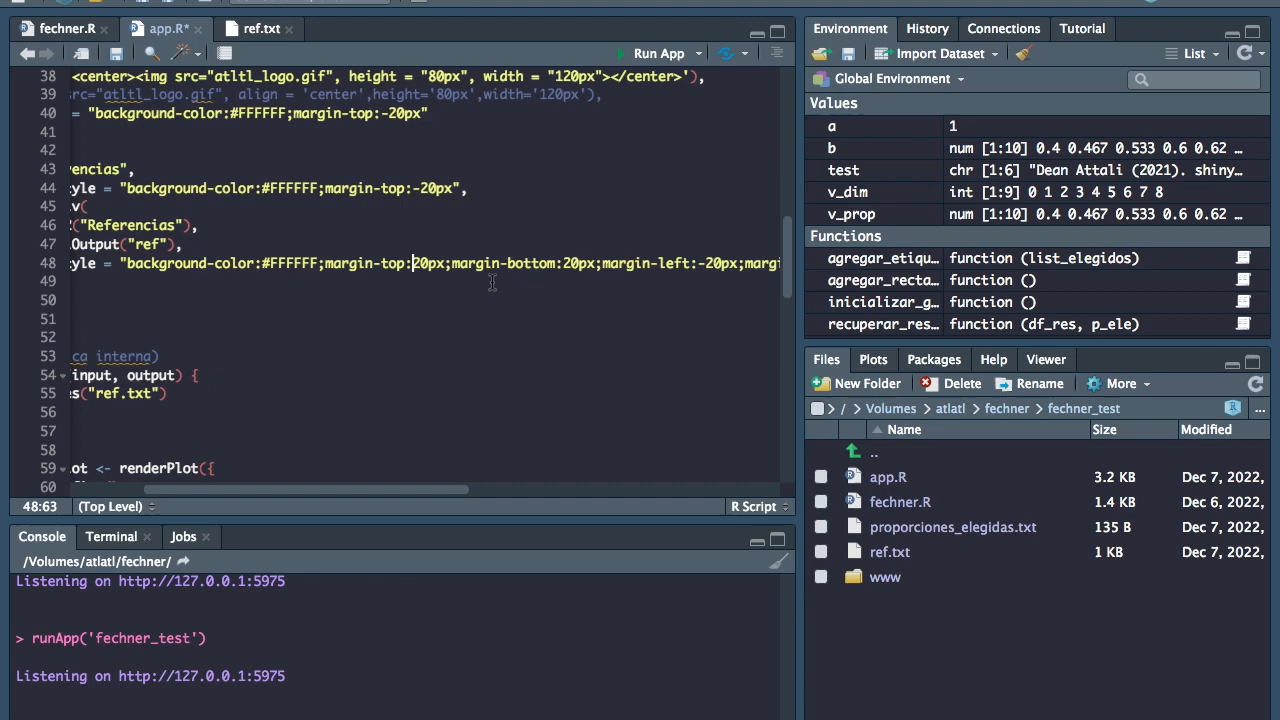 fechner.R
app.R*
ref.txt
Run App
38 <center><img src="atltl_logo.gif", height = "80px", width = "120px"></center>'),
39 src="atltl_logo.gif", align = 'center',height='80px',width='120px'),
40 = "background-color:#FFFFFF;margin-top:-20px"
41
42
43 rencias",
44 tyle = "background-color:#FFFFFF;margin-top:-20px",
45 iv(
46 2("Referencias"),
47 lOutput("ref"),
48 tyle = "background-color:#FFFFFF;margin-top:20px;margin-bottom:20px;margin-left:-20px;margi
49
50
51
52
53 ca interna)
54 input, output) {
55 es("ref.txt")
56
57
58
59 lot <- renderPlot({
60
48:63 (Top Level) R Script
Console Terminal Jobs
/Volumes/atlatl/fechner/
Listening on http://127.0.0.1:5975
> runApp('fechner_test')
Listening on http://127.0.0.1:5975
Environment History Connections Tutorial
Import Dataset List
Global Environment
Values
a 1
b num [1:10] 0.4 0.467 0.533 0.6 0.62 …
test chr [1:6] "Dean Attali (2021). shiny…
v_dim int [1:9] 0 1 2 3 4 5 6 7 8
v_prop num [1:10] 0.4 0.467 0.533 0.6 0.62 …
Functions
agregar_etiqu… function (list_elegidos)
agregar_recta… function ()
inicializar_g… function ()
recuperar_res… function (df_res, p_ele)
Files Plots Packages Help Viewer
New Folder Delete Rename More
/ Volumes atlatl fechner fechner_test ...
Name Size Modified
..
app.R 3.2 KB Dec 7, 2022,
fechner.R 1.4 KB Dec 6, 2022,
proporciones_elegidas.txt 135 B Dec 7, 2022,
ref.txt 1 KB Dec 7, 2022,
www